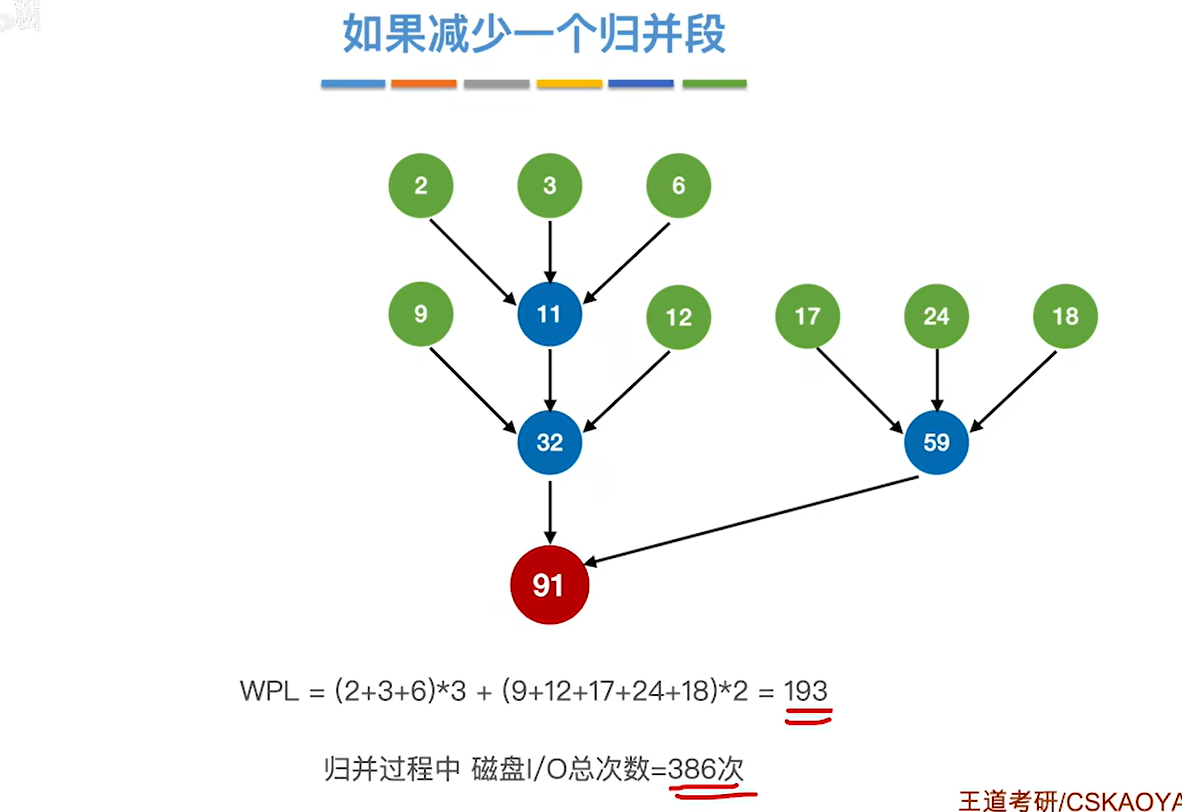 如果减少一个归并段
2 3 6
9 11 12 17 24 18
32 59
91
WPL = (2+3+6)*3 + (9+12+17+24+18)*2 = 193
归并过程中 磁盘I/O总次数=386次
王道考研/CSKAOYA